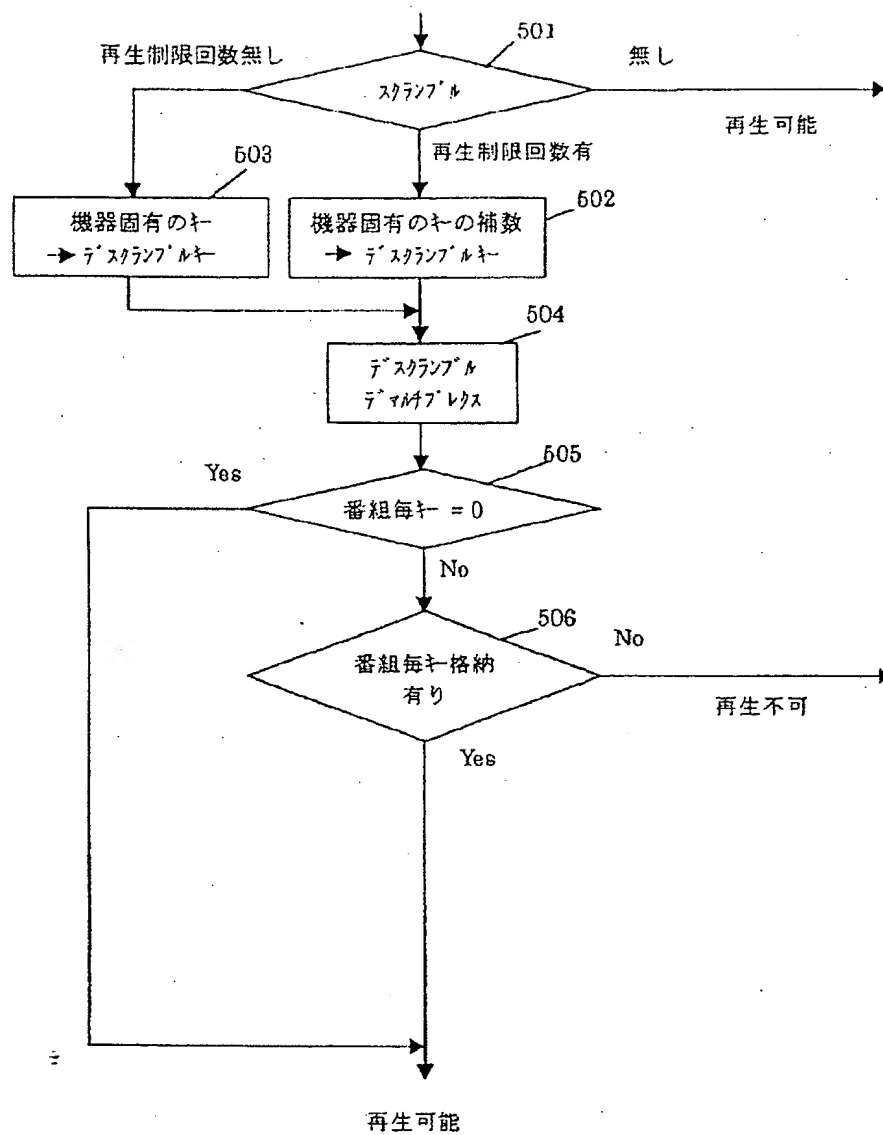 501
再生制限回数無し
無し
スクランブル
再生可能
再生制限回数有
503
502
機器固有のキー
→ デスクランブルキー
機器固有のキーの補数
→ デスクランブルキー
504
デスクランブル
デマルチプレクス
505
Yes
番組毎キー = 0
No
506
No
番組毎キー格納
有り
再生不可
Yes
再生可能